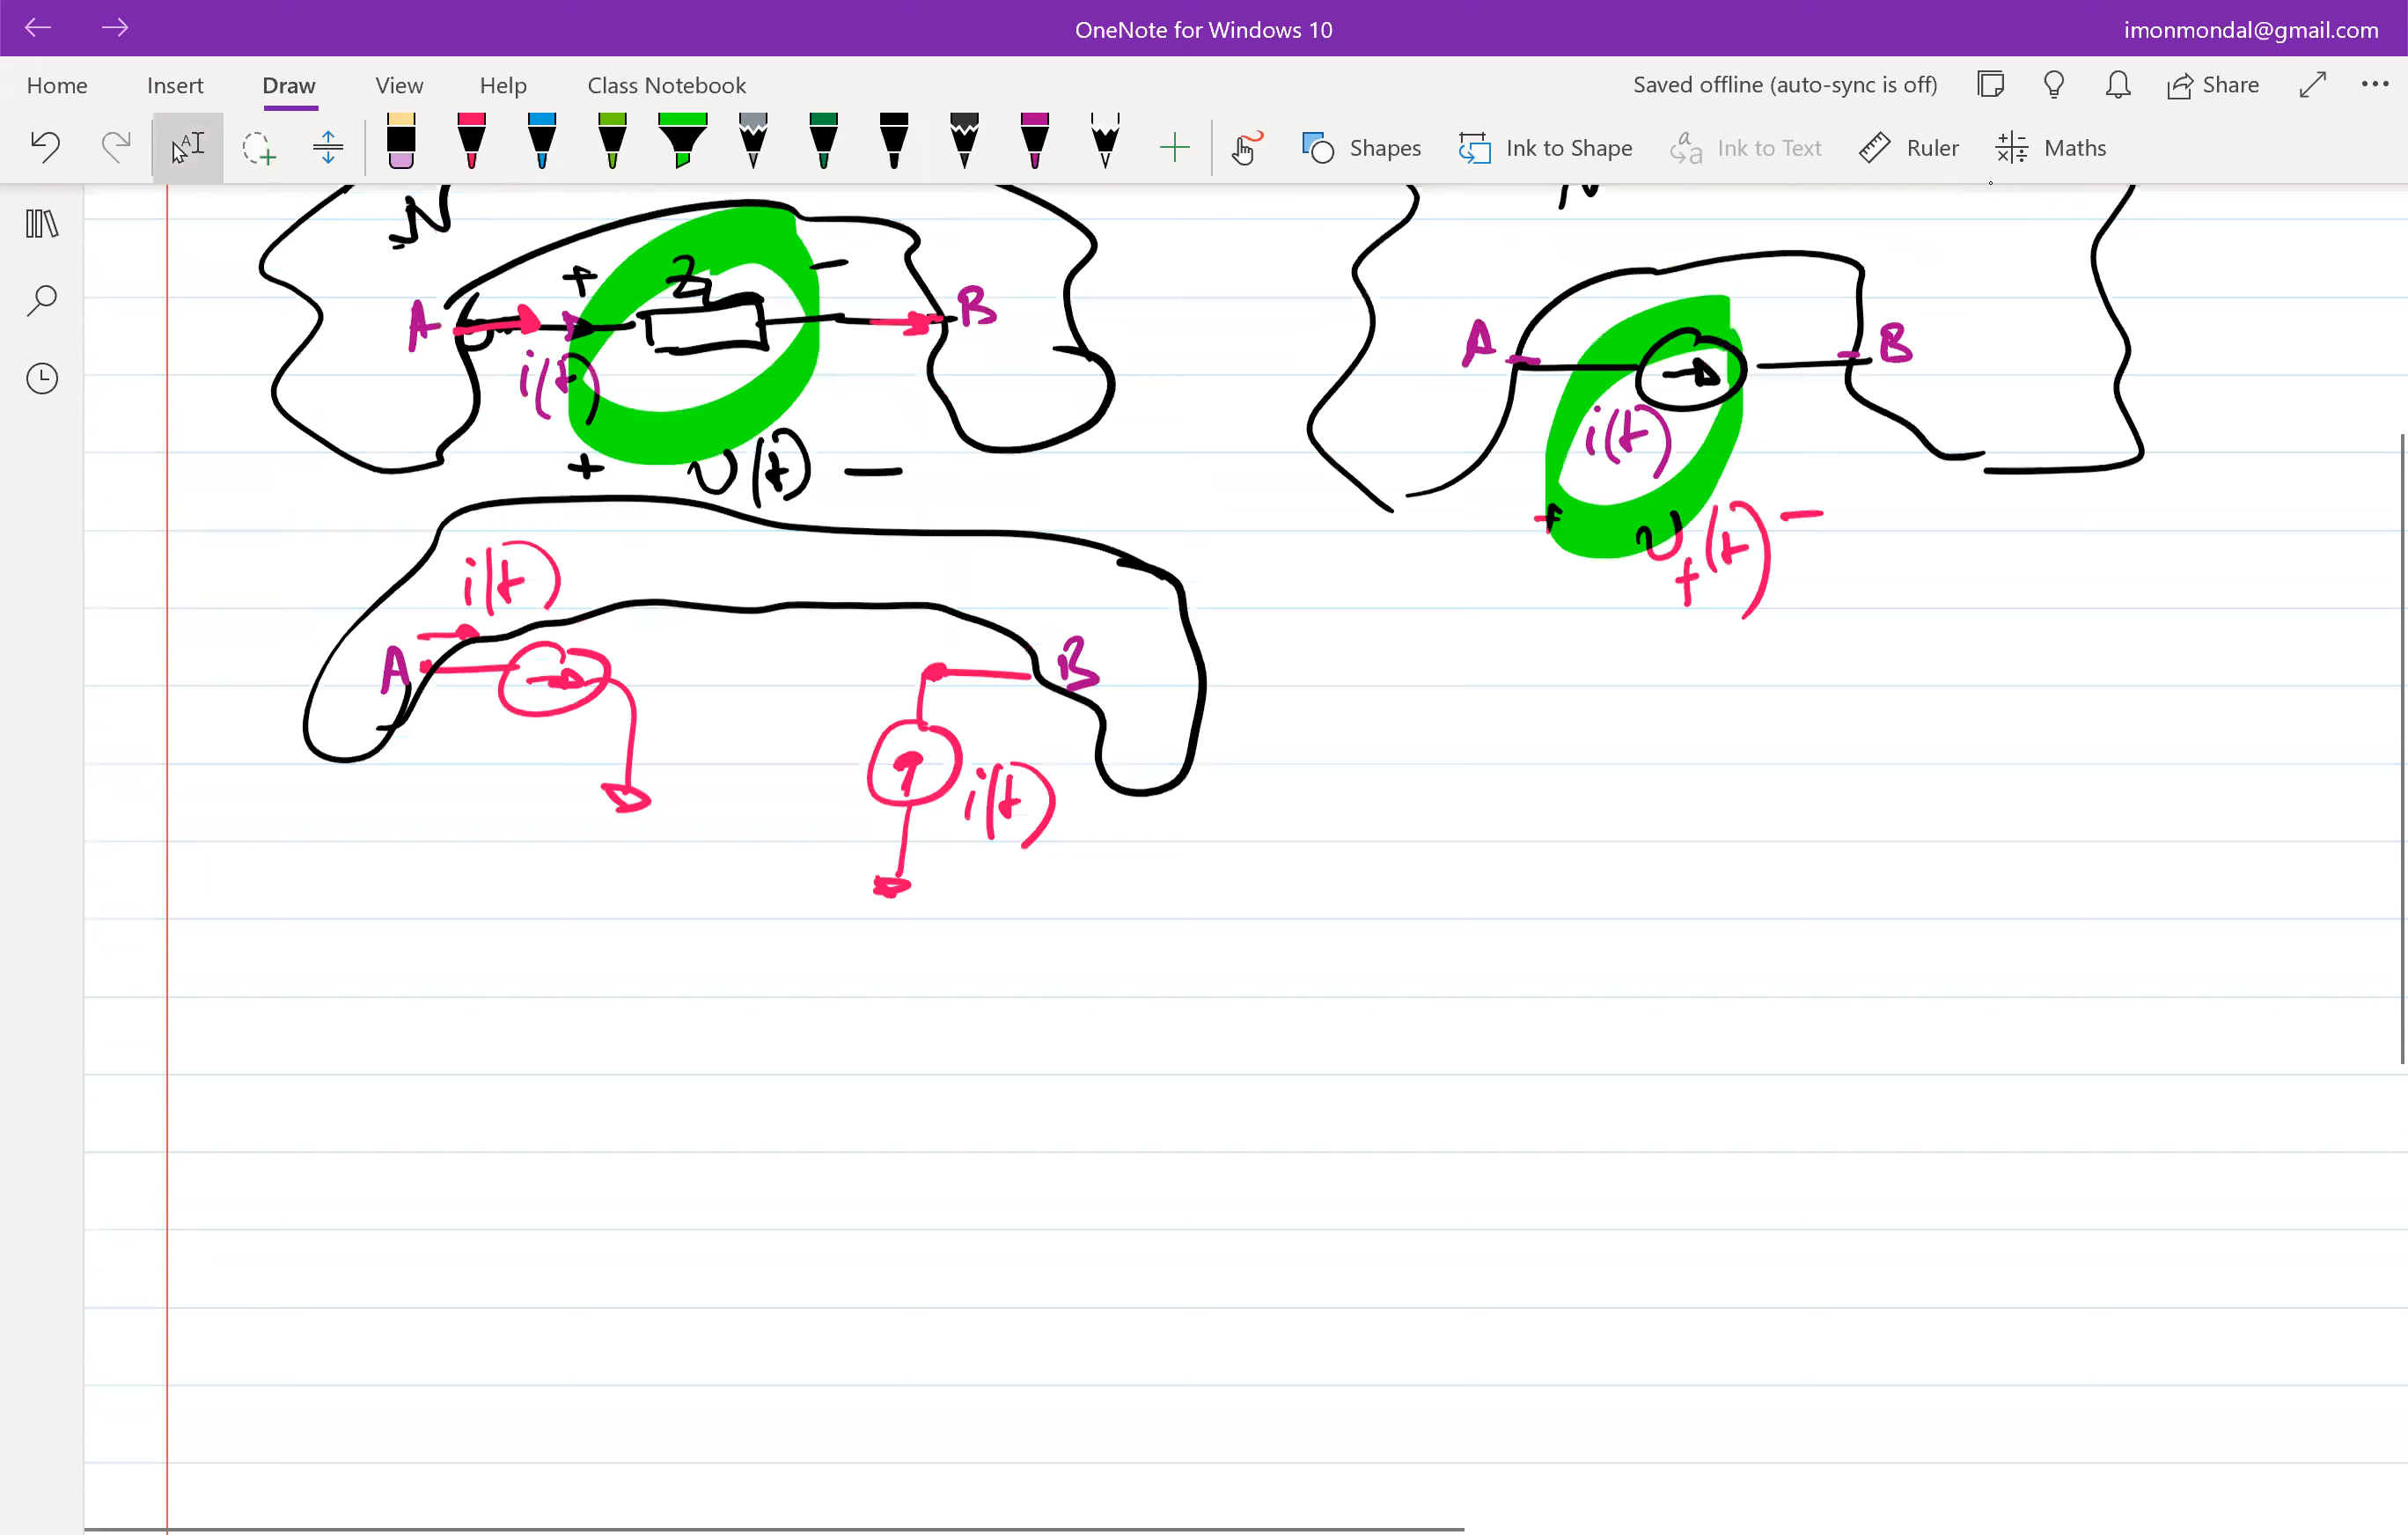 OneNote for Windows 10
imonmondal@gmail.com
Home Insert Draw View Help Class Notebook
Saved offline (auto-sync is off) Share
Shapes Ink to Shape Ink to Text Ruler Maths
N
N
+ Z −
A B
i(t)
+ v(t) −
A B
i(t)
+ v_t(t) −
i(t)
A B
i(t)